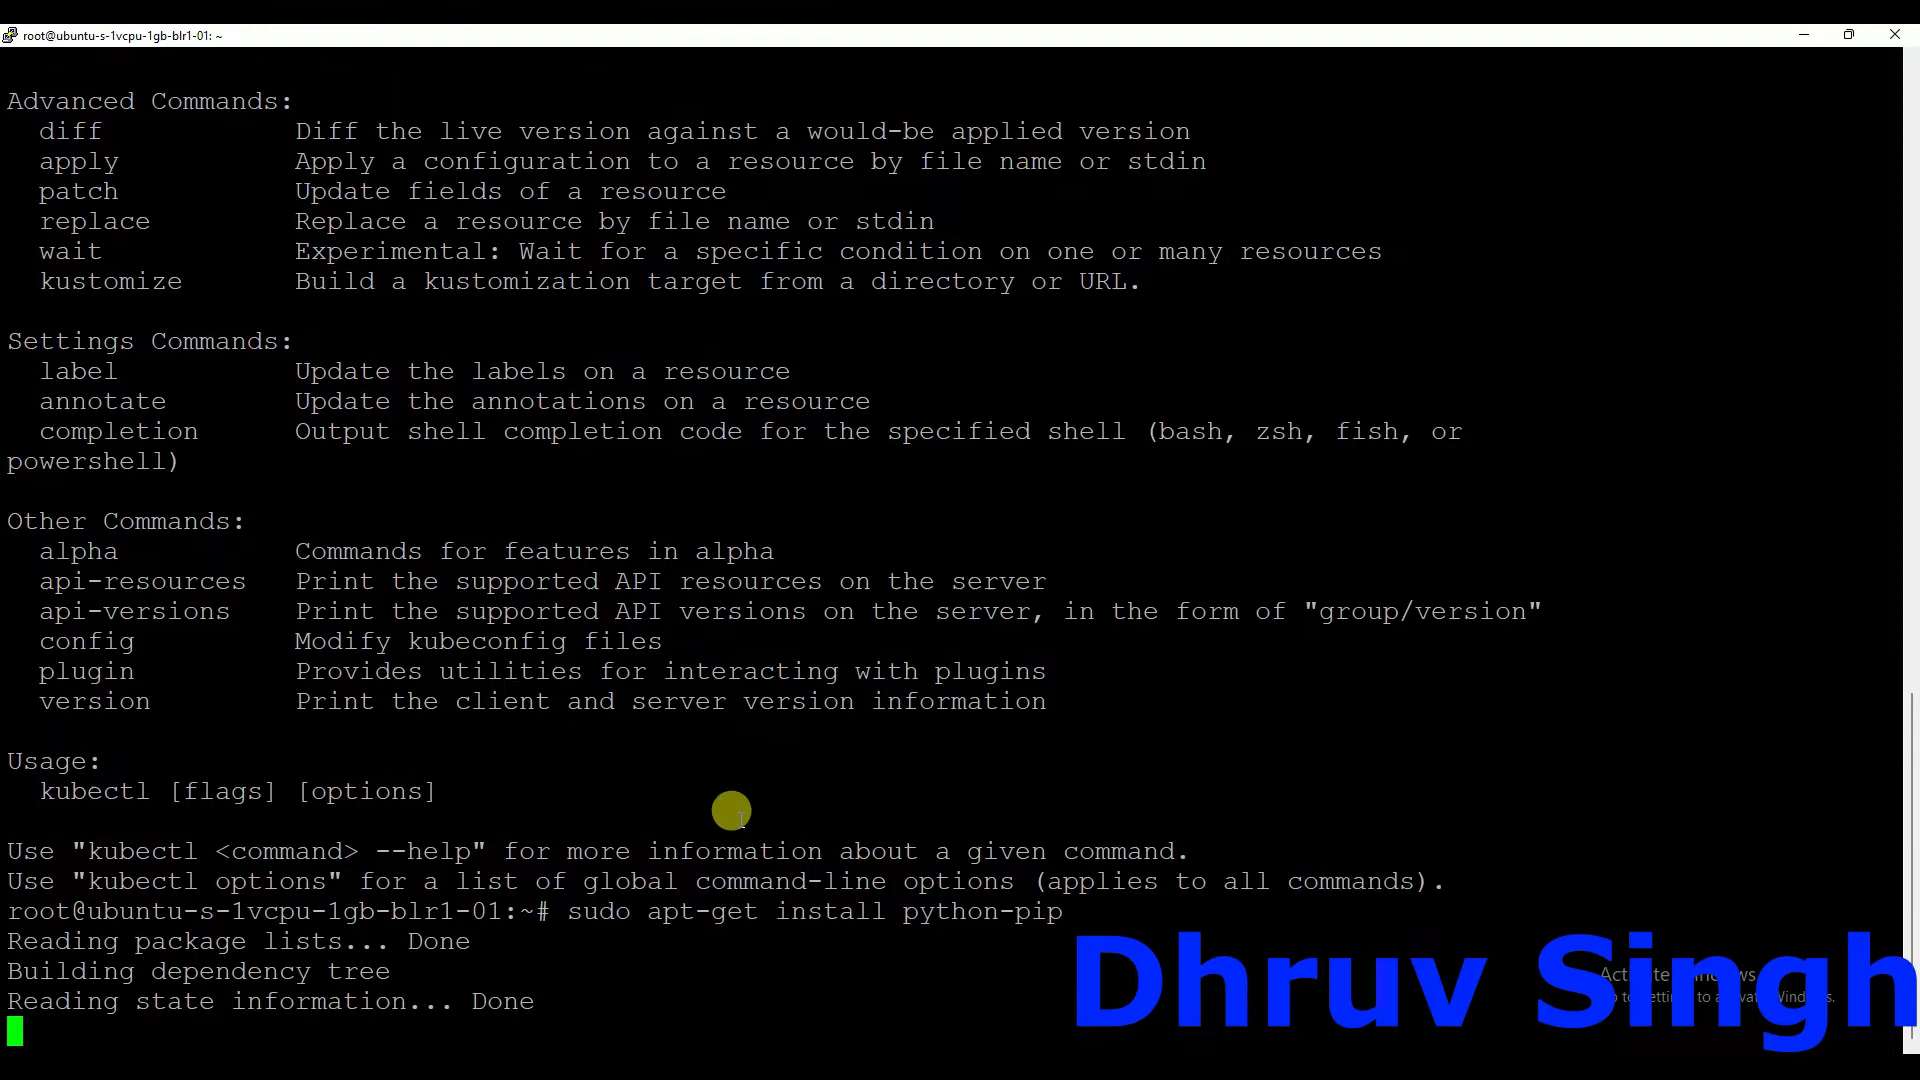 root@ubuntu-s-1vcpu-1gb-blr1-01: ~
Advanced Commands:
diff Diff the live version against a would-be applied version
apply Apply a configuration to a resource by file name or stdin
patch Update fields of a resource
replace Replace a resource by file name or stdin
wait Experimental: Wait for a specific condition on one or many resources
kustomize Build a kustomization target from a directory or URL.
Settings Commands:
label Update the labels on a resource
annotate Update the annotations on a resource
completion Output shell completion code for the specified shell (bash, zsh, fish, or
powershell)
Other Commands:
alpha Commands for features in alpha
api-resources Print the supported API resources on the server
api-versions Print the supported API versions on the server, in the form of "group/version"
config Modify kubeconfig files
plugin Provides utilities for interacting with plugins
version Print the client and server version information
Usage:
kubectl [flags] [options]
Use "kubectl <command> --help" for more information about a given command.
Use "kubectl options" for a list of global command-line options (applies to all commands).
root@ubuntu-s-1vcpu-1gb-blr1-01:~# sudo apt-get install python-pip
Reading package lists... Done
Building dependency tree
Reading state information... Done
Dhruv Singh